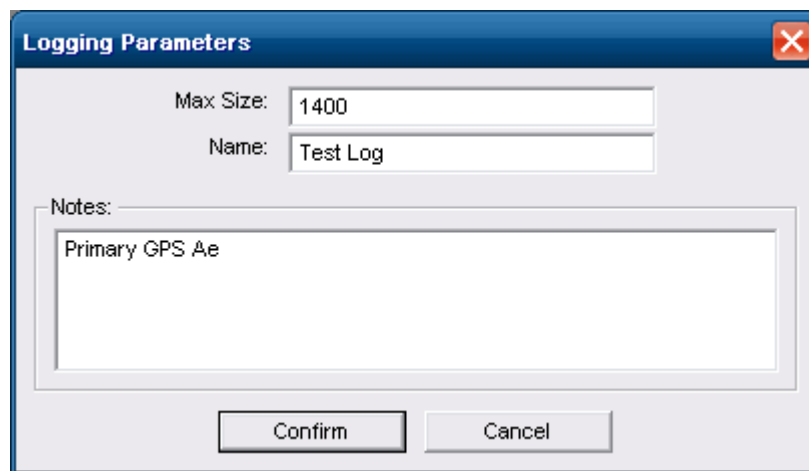 Logging Parameters
Max Size: 1400
Name: Test Log
Notes:
Primary GPS Ae
Confirm Cancel